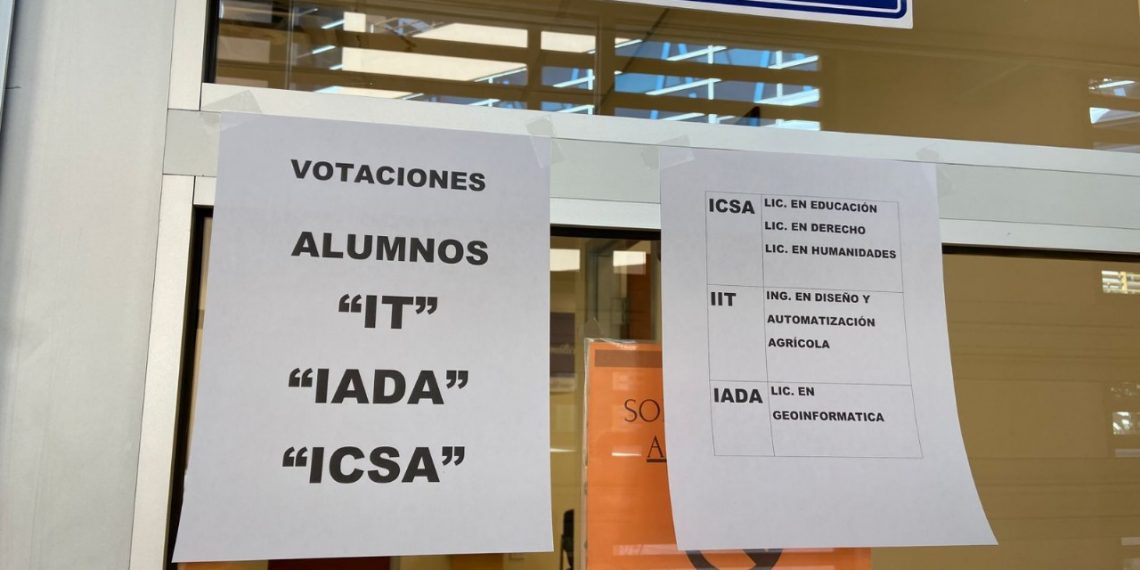 VOTACIONES
ALUMNOS
“IT”
“IADA”
“ICSA”
ICSA LIC. EN EDUCACIÓN
LIC. EN DERECHO
LIC. EN HUMANIDADES
IIT ING. EN DISEÑO Y
AUTOMATIZACIÓN
AGRÍCOLA
IADA LIC. EN
GEOINFORMATICA